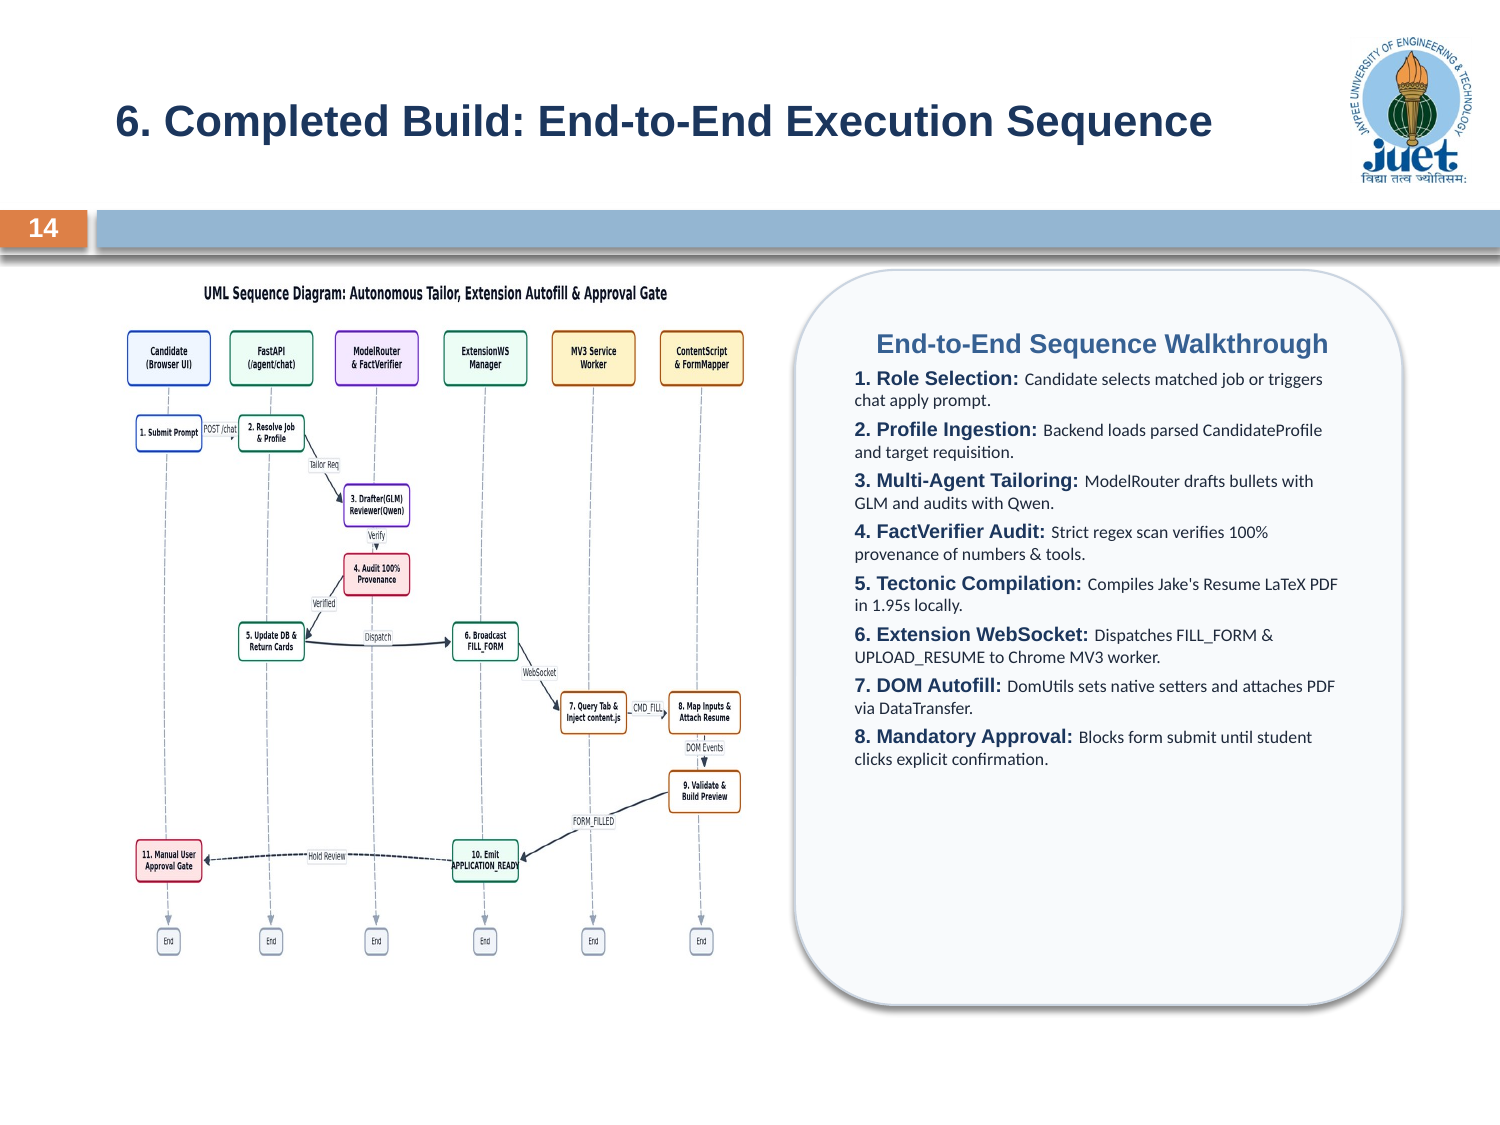 6. Completed Build: End-to-End Execution Sequence
JAYPEE UNIVERSITY OF ENGINEERING & TECHNOLOGY
juet
विद्या तत्व ज्योतिसम:
14
UML Sequence Diagram: Autonomous Tailor, Extension Autofill & Approval Gate
Candidate
(Browser UI)
FastAPI
(/agent/chat)
ModelRouter
& FactVerifier
ExtensionWS
Manager
MV3 Service
Worker
ContentScript
& FormMapper
1. Submit Prompt
POST /chat
2. Resolve Job
& Profile
Tailor Req
3. Drafter(GLM)
Reviewer(Qwen)
Verify
4. Audit 100%
Provenance
Verified
5. Update DB &
Return Cards
Dispatch
6. Broadcast
FILL_FORM
WebSocket
7. Query Tab &
Inject content.js
CMD_FILL
8. Map Inputs &
Attach Resume
DOM Events
9. Validate &
Build Preview
FORM_FILLED
10. Emit
APPLICATION_READY
Hold Review
11. Manual User
Approval Gate
End
End
End
End
End
End
End-to-End Sequence Walkthrough
1. Role Selection: Candidate selects matched job or triggers
chat apply prompt.
2. Profile Ingestion: Backend loads parsed CandidateProfile
and target requisition.
3. Multi-Agent Tailoring: ModelRouter drafts bullets with
GLM and audits with Qwen.
4. FactVerifier Audit: Strict regex scan verifies 100%
provenance of numbers & tools.
5. Tectonic Compilation: Compiles Jake's Resume LaTeX PDF
in 1.95s locally.
6. Extension WebSocket: Dispatches FILL_FORM &
UPLOAD_RESUME to Chrome MV3 worker.
7. DOM Autofill: DomUtils sets native setters and attaches PDF
via DataTransfer.
8. Mandatory Approval: Blocks form submit until student
clicks explicit confirmation.